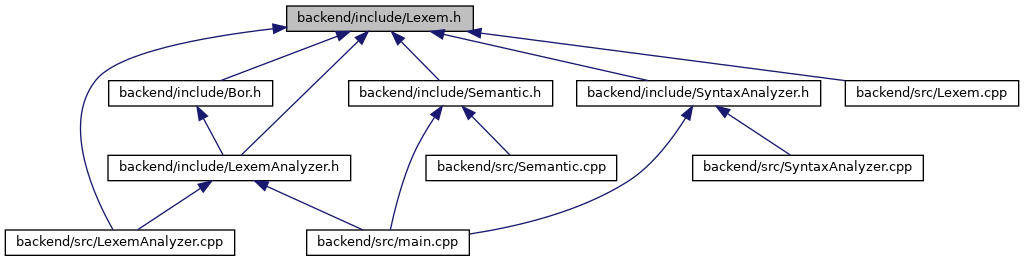 backend/include/Lexem.h
backend/include/Bor.h
backend/include/Semantic.h
backend/include/SyntaxAnalyzer.h
backend/src/Lexem.cpp
backend/include/LexemAnalyzer.h
backend/src/Semantic.cpp
backend/src/SyntaxAnalyzer.cpp
backend/src/LexemAnalyzer.cpp
backend/src/main.cpp